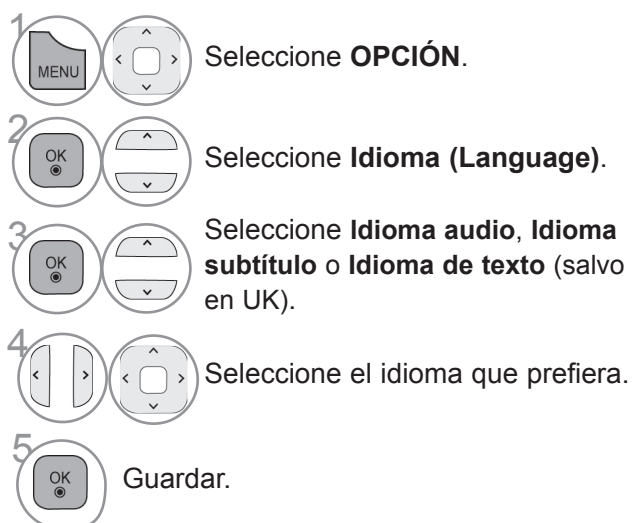 1
MENU
Seleccione OPCIÓN.
2
OK
Seleccione Idioma (Language).
3
OK
Seleccione Idioma audio, Idioma
subtítulo o Idioma de texto (salvo
en UK).
4
Seleccione el idioma que prefiera.
5
OK
Guardar.